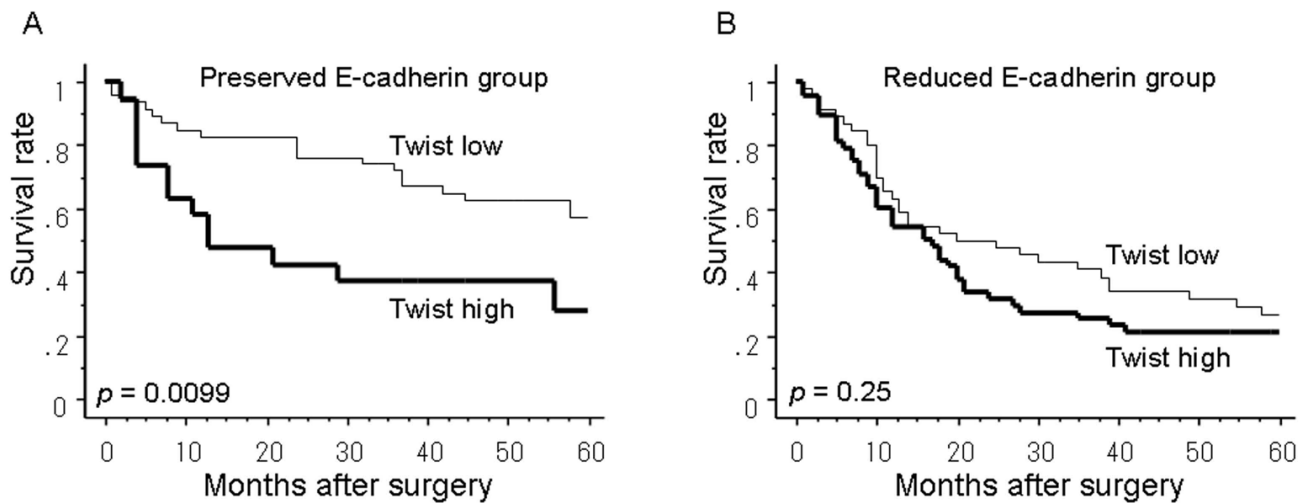 A
Preserved E-cadherin group
Survival rate
1
.8
.6
.4
.2
0
Twist low
Twist high
p = 0.0099
0 10 20 30 40 50 60
Months after surgery
B
Reduced E-cadherin group
Survival rate
1
.8
.6
.4
.2
0
Twist low
Twist high
p = 0.25
0 10 20 30 40 50 60
Months after surgery